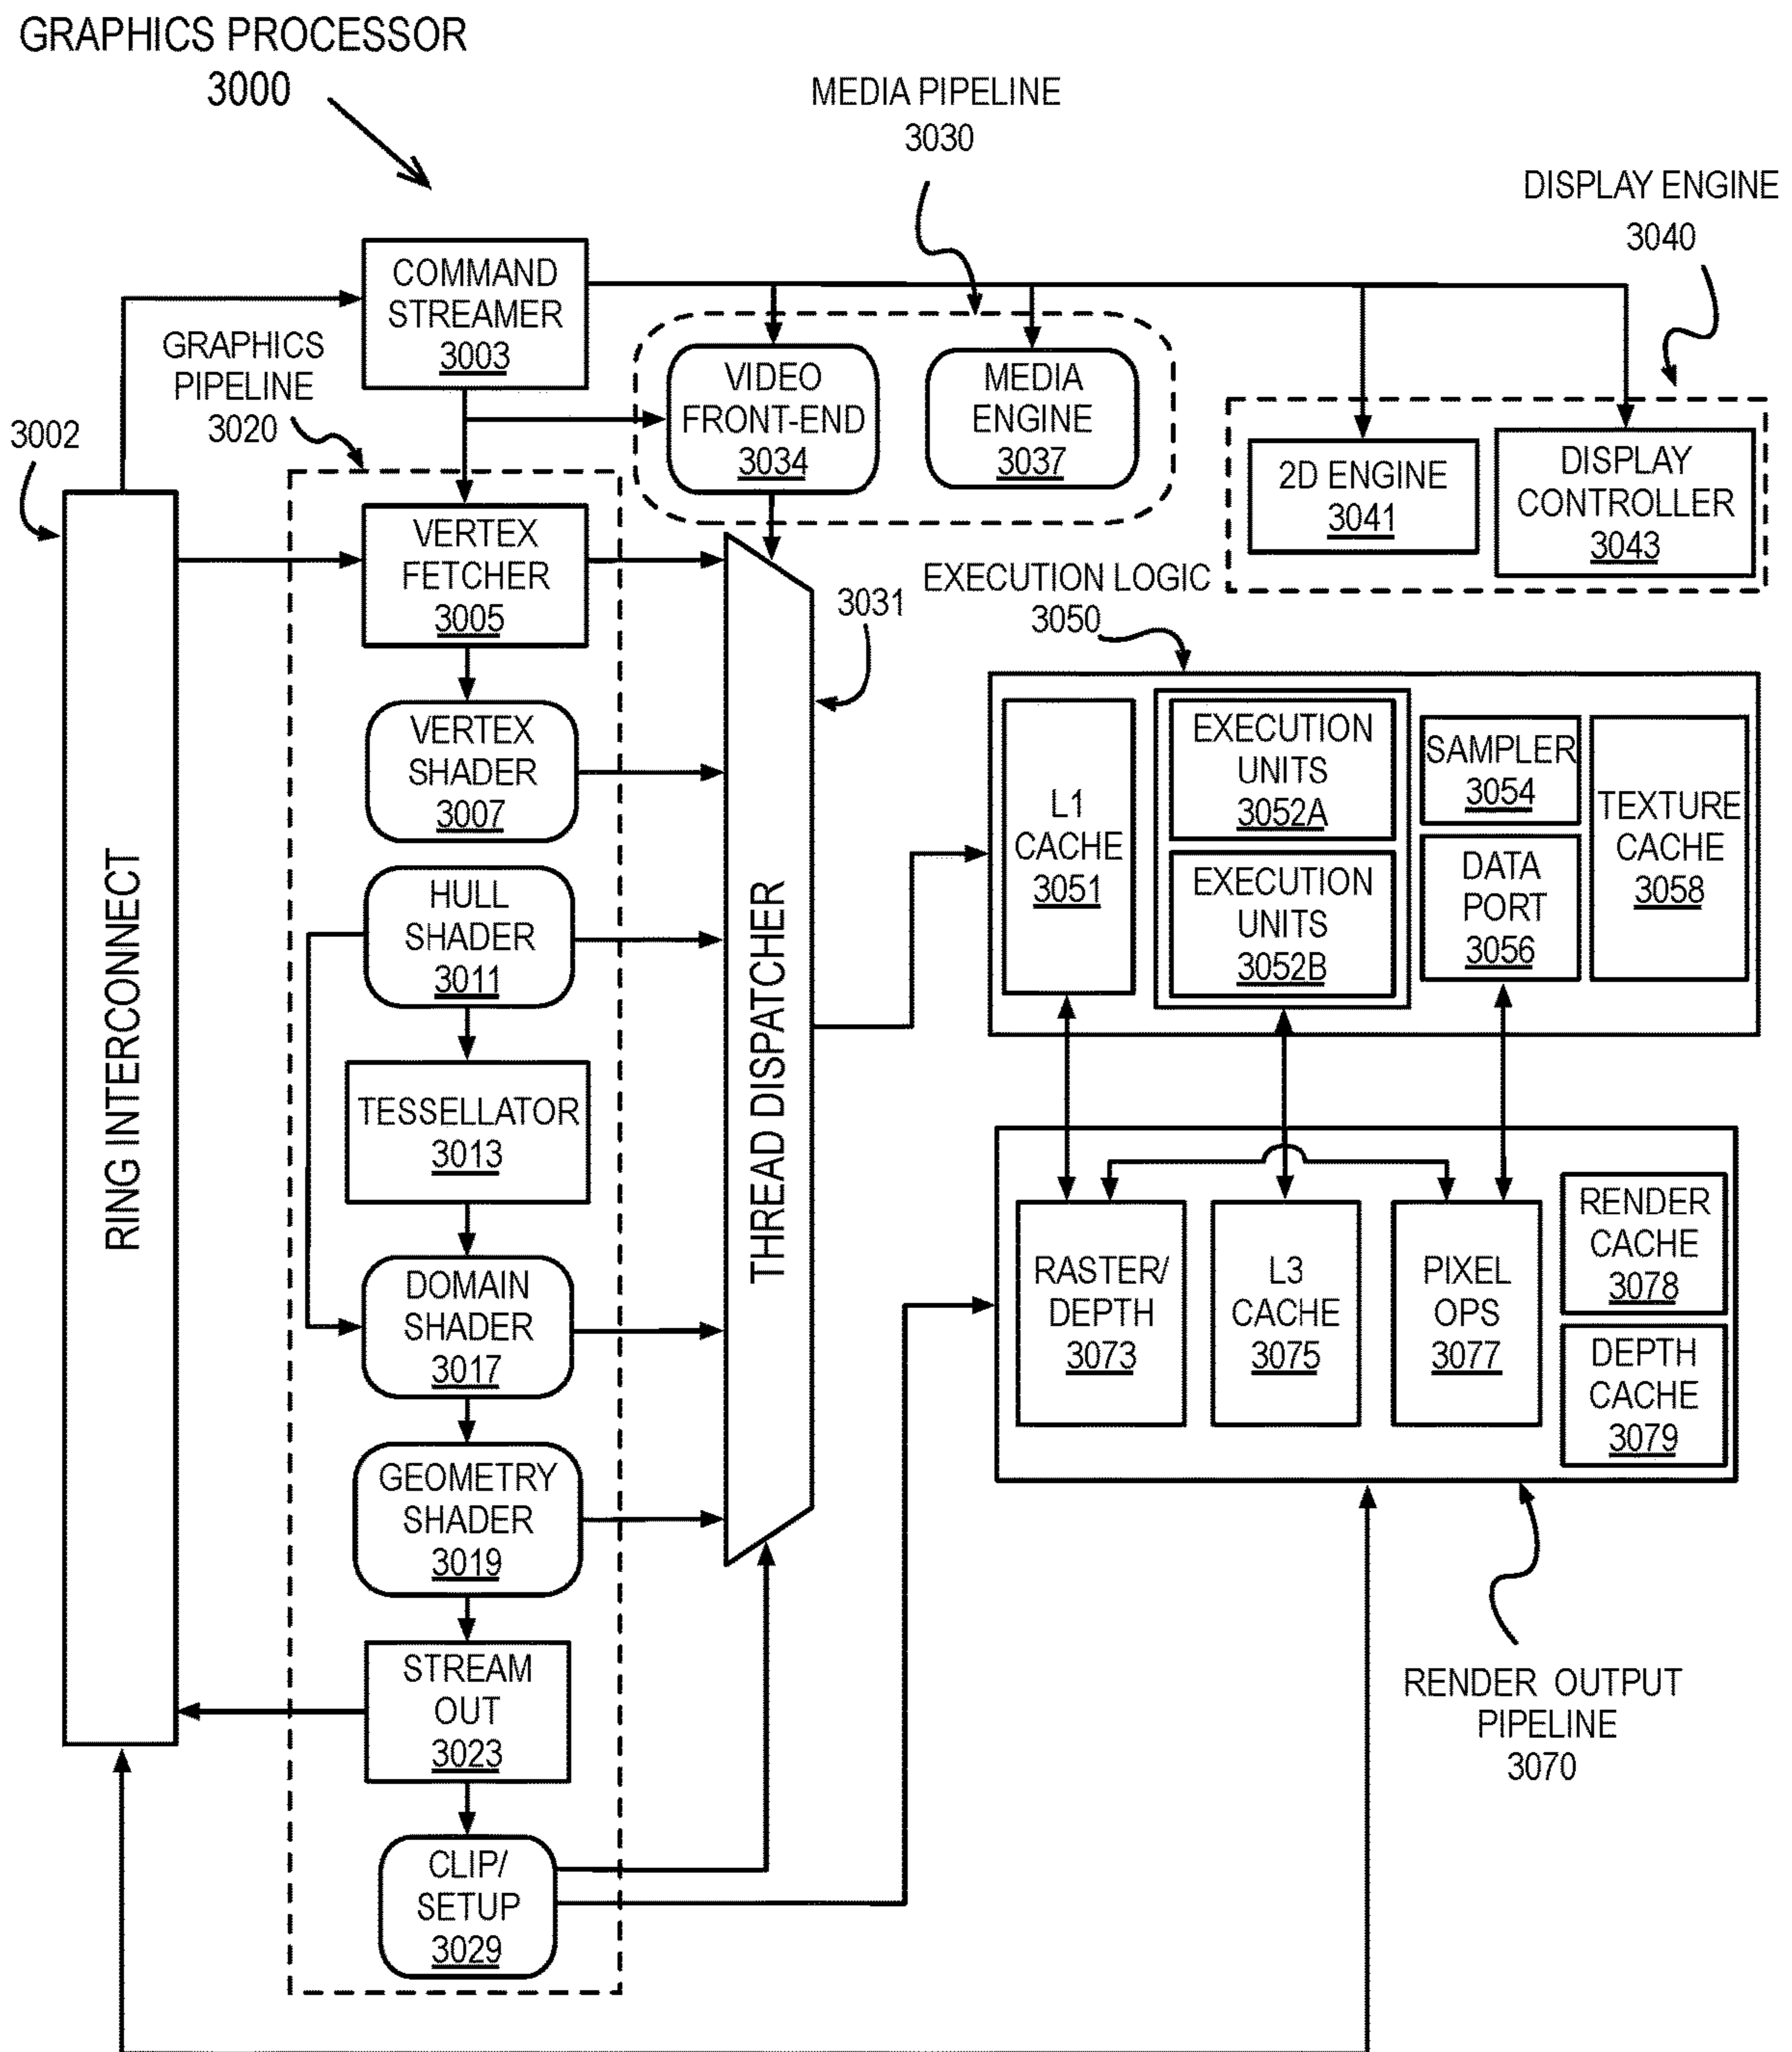 GRAPHICS PROCESSOR
3000
MEDIA PIPELINE
3030
DISPLAY ENGINE
3040
COMMAND
STREAMER
3003
GRAPHICS
PIPELINE
3020
VIDEO
FRONT-END
3034
MEDIA
ENGINE
3037
2D ENGINE
3041
DISPLAY
CONTROLLER
3043
3002
RING INTERCONNECT
VERTEX
FETCHER
3005
VERTEX
SHADER
3007
HULL
SHADER
3011
TESSELLATOR
3013
DOMAIN
SHADER
3017
GEOMETRY
SHADER
3019
STREAM
OUT
3023
CLIP/
SETUP
3029
3031
THREAD DISPATCHER
EXECUTION LOGIC
3050
L1
CACHE
3051
EXECUTION
UNITS
3052A
EXECUTION
UNITS
3052B
SAMPLER
3054
DATA
PORT
3056
TEXTURE
CACHE
3058
RASTER/
DEPTH
3073
L3
CACHE
3075
PIXEL
OPS
3077
RENDER
CACHE
3078
DEPTH
CACHE
3079
RENDER OUTPUT
PIPELINE
3070